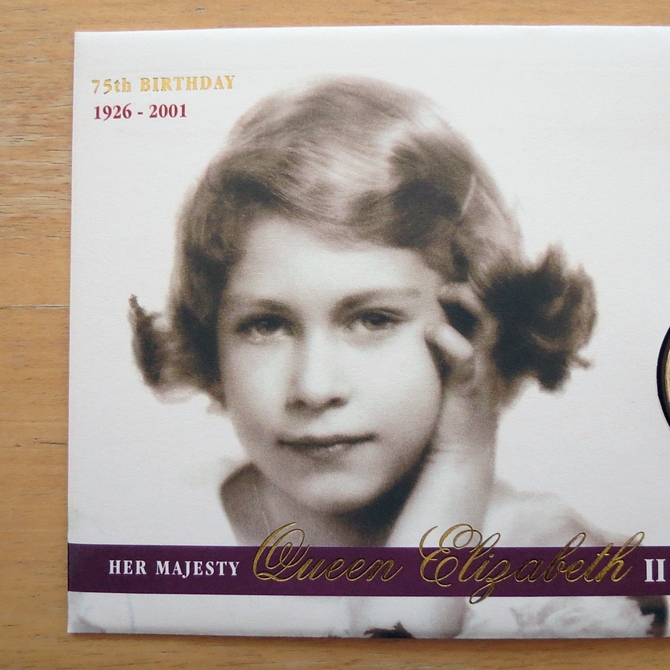 75th BIRTHDAY
1926 - 2001
HER MAJESTY Queen Elizabeth II